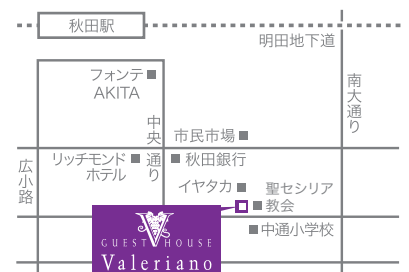 秋田駅
明田地下道
フォンテ
AKITA
南大通り
中央通り
市民市場
広小路
リッチモンド
ホテル
秋田銀行
イヤタカ
聖セシリア
教会
中通小学校
V
GUEST HOUSE
Valeriano